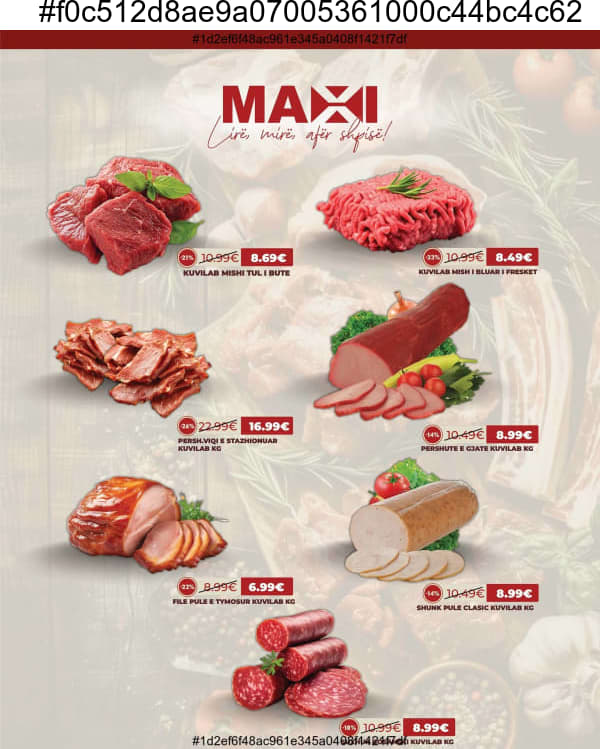 #f0c512d8ae9a07005361000c44bc4c62
#1d2ef6f48ac961e345a0408f1421f7df
MAXI
Lirë, mirë, afër shpisë!
-21% 10.99€ 8.69€
KUVILAB MISHI TUL I BUTE
-23% 10.99€ 8.49€
KUVILAB MISH I BLUAR I FRESKET
-26% 22.99€ 16.99€
PERSH.VIQI E STAZHIONUAR
KUVILAB KG
-14% 10.49€ 8.99€
PERSHUTE E GJATE KUVILAB KG
-22% 8.99€ 6.99€
FILE PULE E TYMOSUR KUVILAB KG
-14% 10.49€ 8.99€
SHUNK PULE CLASIC KUVILAB KG
-18% 10.99€ 8.99€
KUVILAB KG
#1d2ef6f48ac961e345a0408f1421f7df